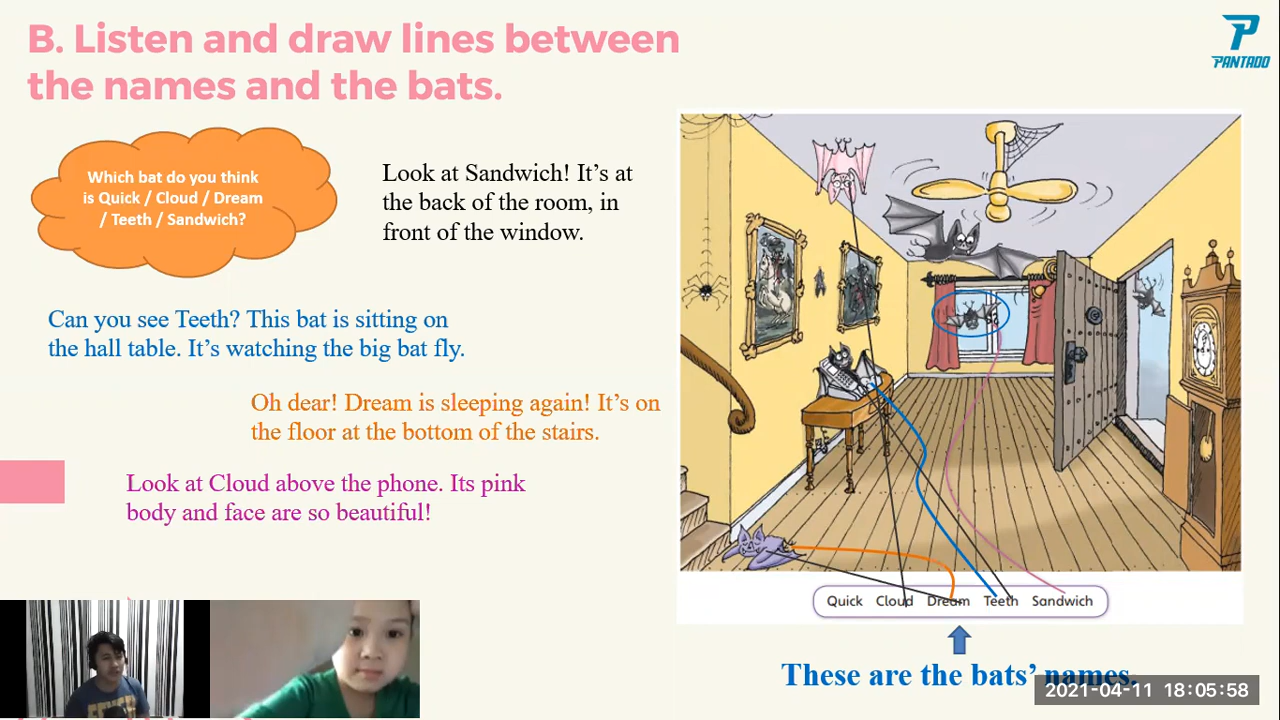 B. Listen and draw lines between
the names and the bats.
PANTADO
Which bat do you think
is Quick / Cloud / Dream
/ Teeth / Sandwich?
Look at Sandwich! It's at
the back of the room, in
front of the window.
Can you see Teeth? This bat is sitting on
the hall table. It's watching the big bat fly.
Oh dear! Dream is sleeping again! It's on
the floor at the bottom of the stairs.
Look at Cloud above the phone. Its pink
body and face are so beautiful!
Quick Cloud Dream Teeth Sandwich
These are the bats' names.
2021-04-11 18:05:58